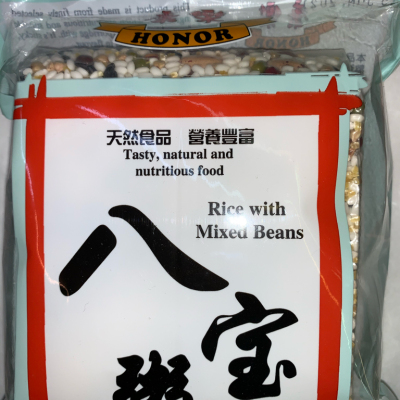 HONOR
天然食品 營養豐富
Tasty, natural and
nutritious food
Rice with
Mixed Beans
八
寶
粥